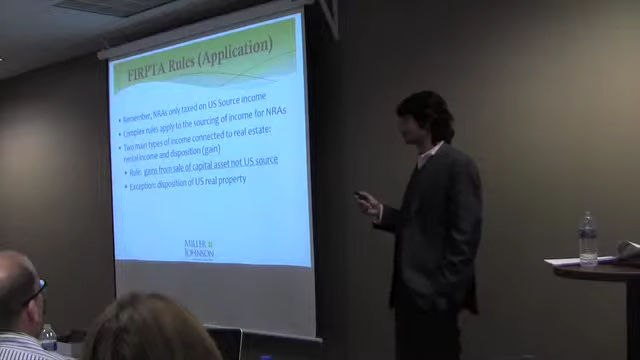 FIRPTA Rules (Application)
• Remember, NRAs only taxed on US Source income
• Complex rules apply to the sourcing of income for NRAs
• Two main types of income connected to real estate:
rental income and disposition (gain)
• Rule: gains from sale of capital asset not US source
• Exception: disposition of US real property
MILLER
JOHNSON